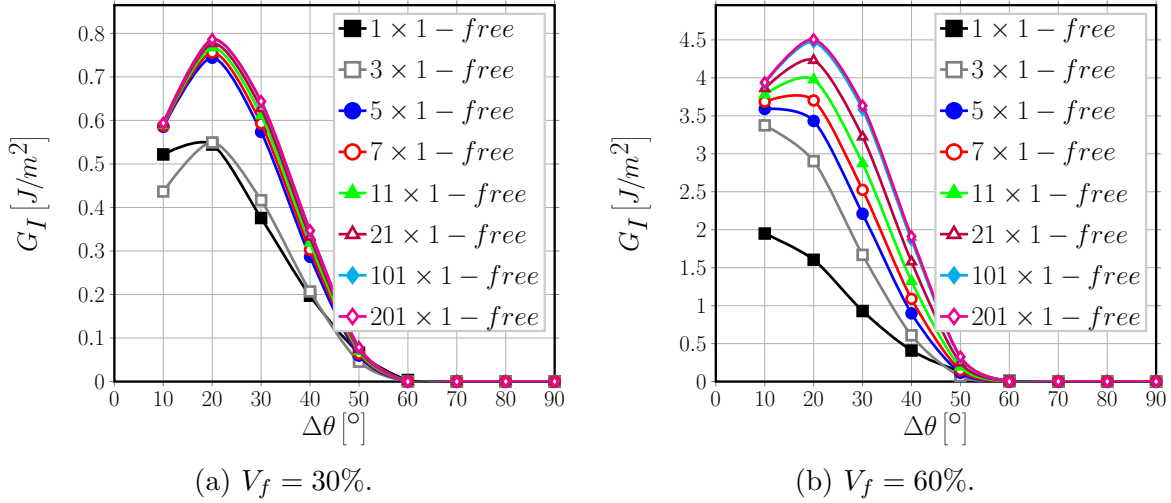 0.8
0.7
0.6
0.5
0.4
0.3
0.2
0.1
0
G_I [J/m²]
0 10 20 30 40 50 60 70 80 90
Δθ [°]
1 × 1 − free
3 × 1 − free
5 × 1 − free
7 × 1 − free
11 × 1 − free
21 × 1 − free
101 × 1 − free
201 × 1 − free
(a) V_f = 30%.
4.5
4
3.5
3
2.5
2
1.5
1
0.5
0
G_I [J/m²]
0 10 20 30 40 50 60 70 80 90
Δθ [°]
1 × 1 − free
3 × 1 − free
5 × 1 − free
7 × 1 − free
11 × 1 − free
21 × 1 − free
101 × 1 − free
201 × 1 − free
(b) V_f = 60%.